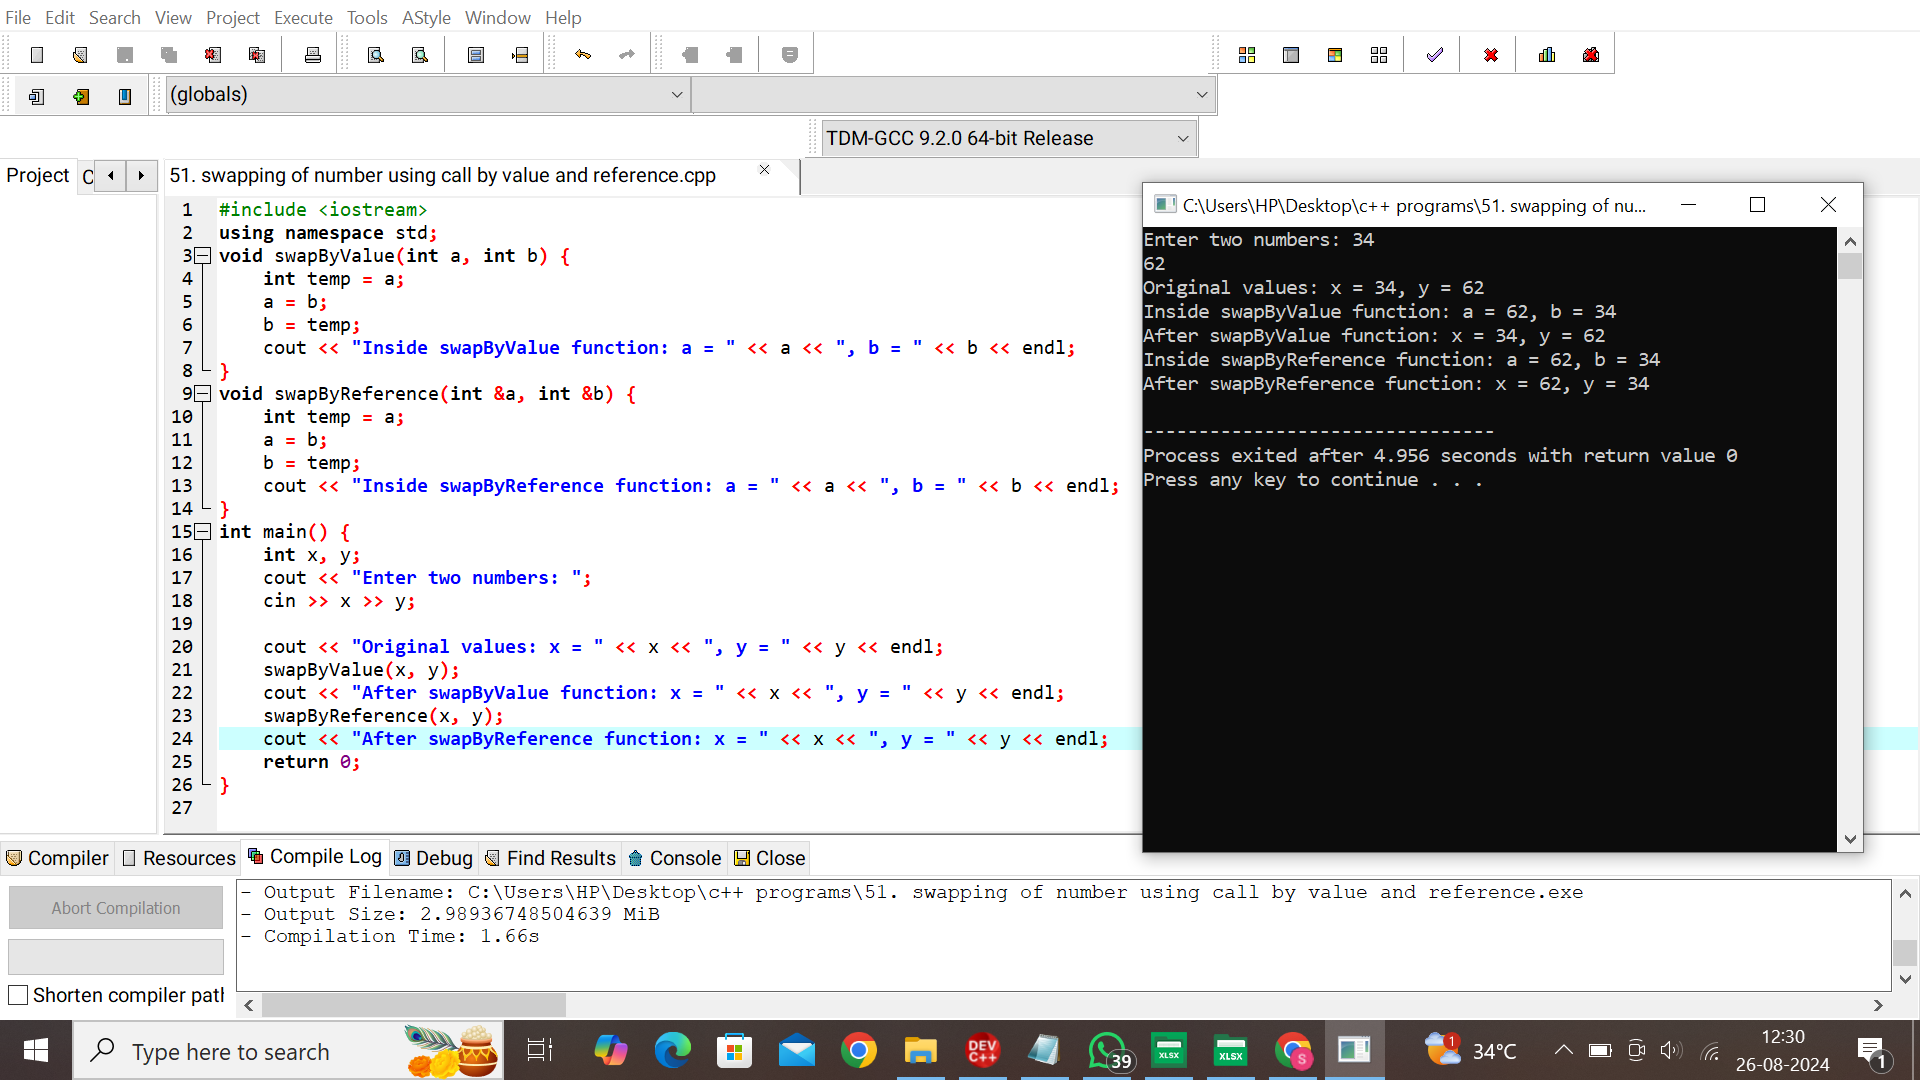 File Edit Search View Project Execute Tools AStyle Window Help
(globals)
TDM-GCC 9.2.0 64-bit Release
Project C
51. swapping of number using call by value and reference.cpp
1 #include <iostream>
2 using namespace std;
3 void swapByValue(int a, int b) {
4 int temp = a;
5 a = b;
6 b = temp;
7 cout << "Inside swapByValue function: a = " << a << ", b = " << b << endl;
8 }
9 void swapByReference(int &a, int &b) {
10 int temp = a;
11 a = b;
12 b = temp;
13 cout << "Inside swapByReference function: a = " << a << ", b = " << b << endl;
14 }
15 int main() {
16 int x, y;
17 cout << "Enter two numbers: ";
18 cin >> x >> y;
19
20 cout << "Original values: x = " << x << ", y = " << y << endl;
21 swapByValue(x, y);
22 cout << "After swapByValue function: x = " << x << ", y = " << y << endl;
23 swapByReference(x, y);
24 cout << "After swapByReference function: x = " << x << ", y = " << y << endl;
25 return 0;
26 }
27
C:\Users\HP\Desktop\c++ programs\51. swapping of nu...
Enter two numbers: 34
62
Original values: x = 34, y = 62
Inside swapByValue function: a = 62, b = 34
After swapByValue function: x = 34, y = 62
Inside swapByReference function: a = 62, b = 34
After swapByReference function: x = 62, y = 34
--------------------------------
Process exited after 4.956 seconds with return value 0
Press any key to continue . . .
Compiler Resources Compile Log Debug Find Results Console Close
Abort Compilation
Shorten compiler path
- Output Filename: C:\Users\HP\Desktop\c++ programs\51. swapping of number using call by value and reference.exe
- Output Size: 2.98936748504639 MiB
- Compilation Time: 1.66s
Type here to search
DEV C++
39
XLSX
XLSX
S
1
34°C
12:30
26-08-2024
1